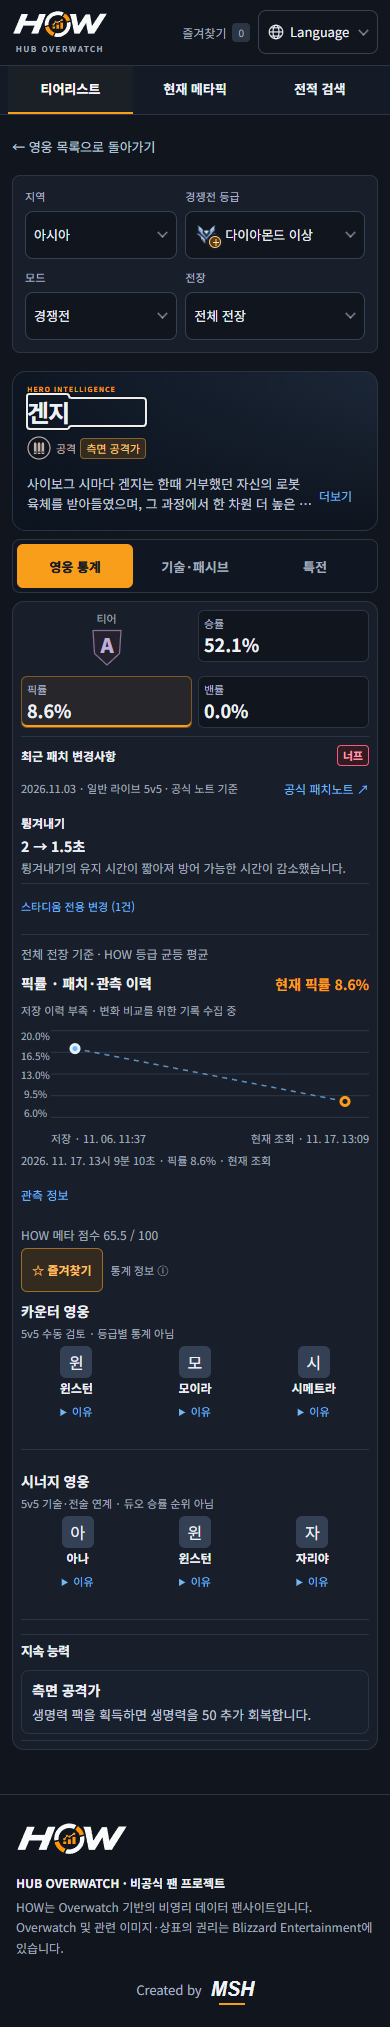 HOW
HUB OVERWATCH
즐겨찾기 0
Language
티어리스트 현재 메타픽 전적 검색
← 영웅 목록으로 돌아가기
지역 경쟁전 등급
아시아 다이아몬드 이상
모드 전장
경쟁전 전체 전장
HERO INTELLIGENCE
겐지
공격 측면 공격가
사이보그 시마다 겐지는 한때 거부했던 자신의 로봇
육체를 받아들였으며, 그 과정에서 한 차원 더 높은 … 더보기
영웅 통계 기술·패시브 특전
티어
A
승률
52.1%
픽률
8.6%
밴률
0.0%
최근 패치 변경사항 너프
2026.11.03 · 일반 라이브 5v5 · 공식 노트 기준 공식 패치노트 ↗
튕겨내기
2 → 1.5초
튕겨내기의 유지 시간이 짧아져 방어 가능한 시간이 감소했습니다.
스타디움 전용 변경 (1건)
전체 전장 기준 · HOW 등급 균등 평균
픽률 · 패치·관측 이력 현재 픽률 8.6%
저장 이력 부족 · 변화 비교를 위한 기록 수집 중
20.0%
16.5%
13.0%
9.5%
6.0%
저장 · 11. 06. 11:37 현재 조회 · 11. 17. 13:09
2026. 11. 17. 13시 9분 10초 · 픽률 8.6% · 현재 조회
관측 정보
HOW 메타 점수 65.5 / 100
☆ 즐겨찾기 통계 정보 ⓘ
카운터 영웅
5v5 수동 검토 · 등급별 통계 아님
윈 모 시
윈스턴 모이라 시메트라
▶ 이유 ▶ 이유 ▶ 이유
시너지 영웅
5v5 기술·전술 연계 · 듀오 승률 순위 아님
아 윈 자
아나 윈스턴 자리야
▶ 이유 ▶ 이유 ▶ 이유
지속 능력
측면 공격가
생명력 팩을 획득하면 생명력을 50 추가 회복합니다.
HOW
HUB OVERWATCH · 비공식 팬 프로젝트
HOW는 Overwatch 기반의 비영리 데이터 팬사이트입니다.
Overwatch 및 관련 이미지·상표의 권리는 Blizzard Entertainment에
있습니다.
Created by MSH